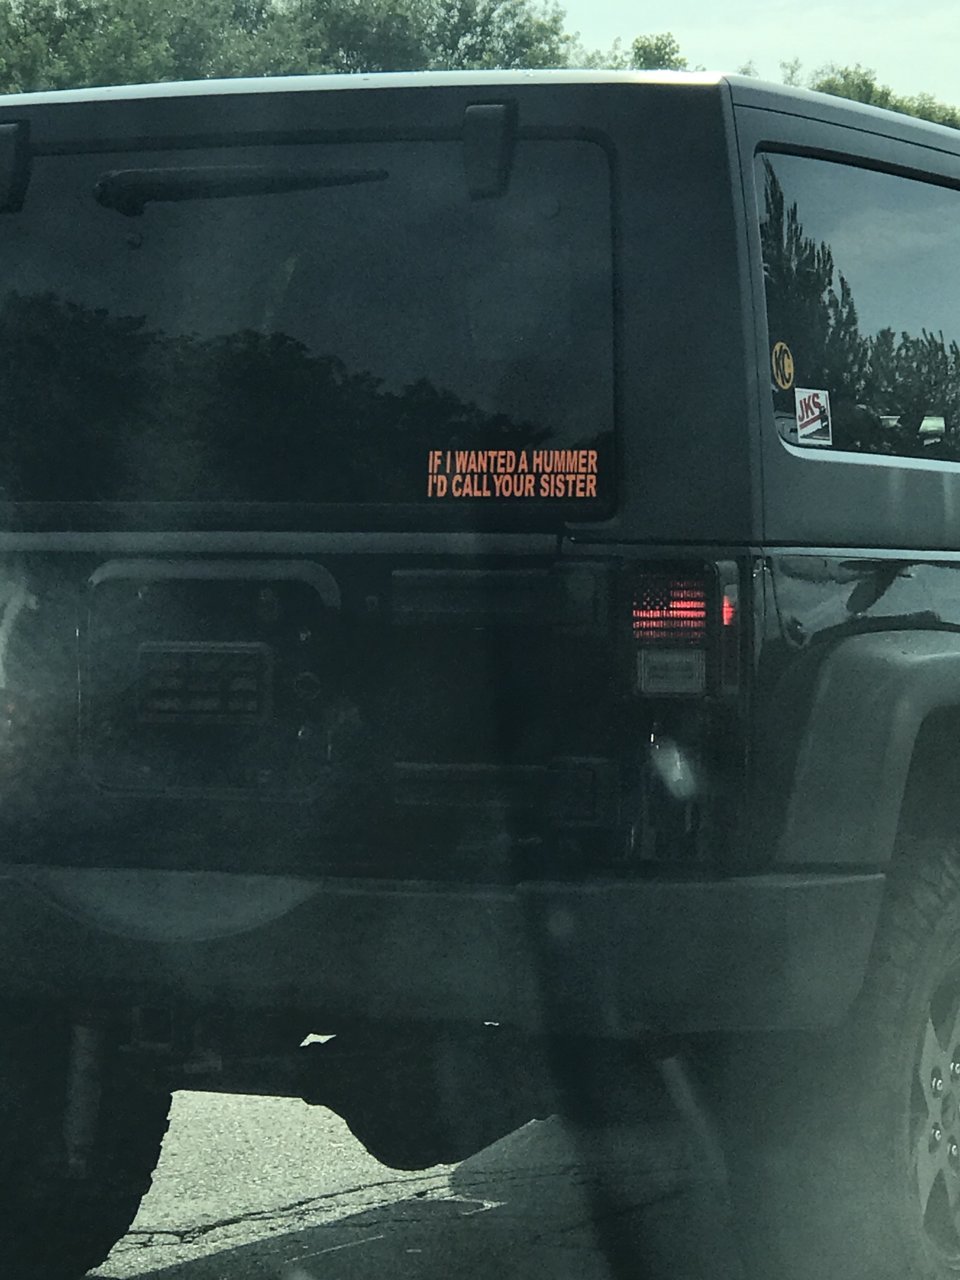 IF I WANTED A HUMMER
I'D CALL YOUR SISTER
KC
JKS